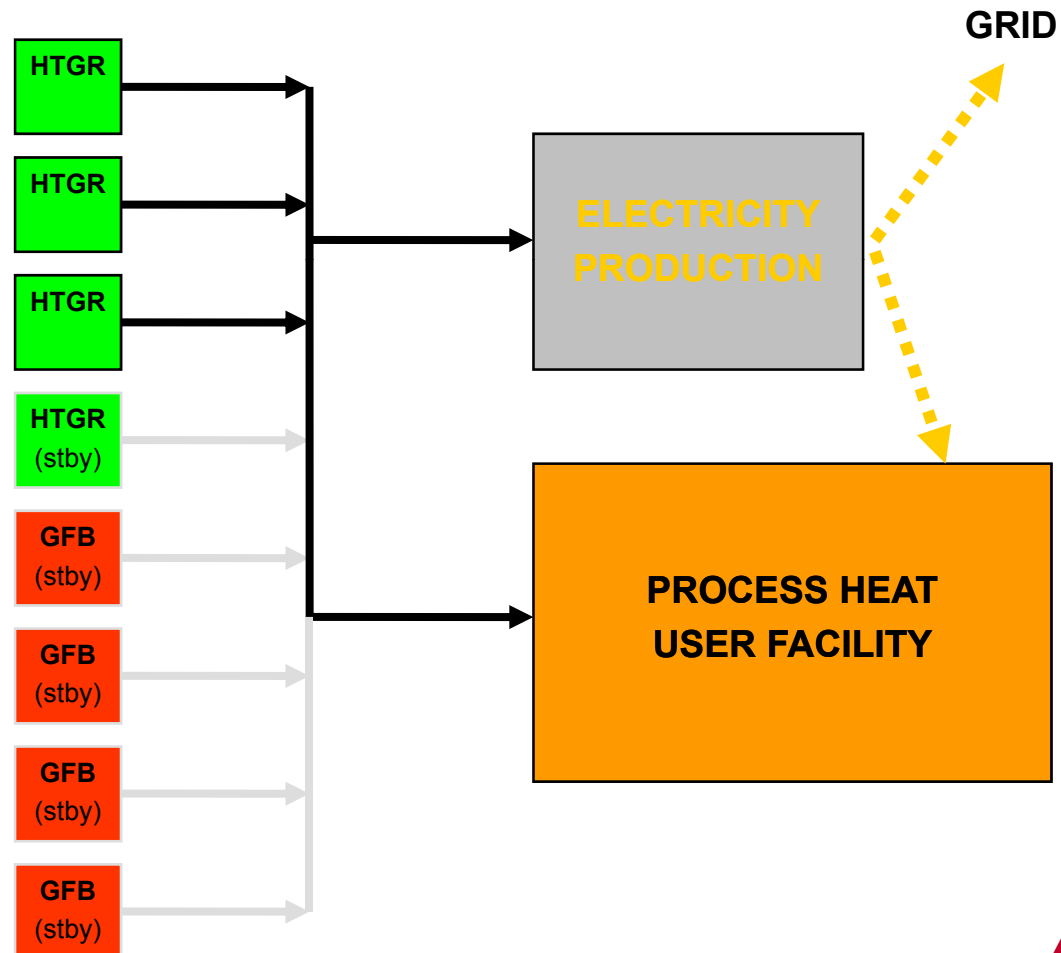 GRID
HTGR
HTGR
HTGR
HTGR
(stby)
GFB
(stby)
GFB
(stby)
GFB
(stby)
GFB
(stby)
ELECTRICITY
PRODUCTION
PROCESS HEAT
USER FACILITY